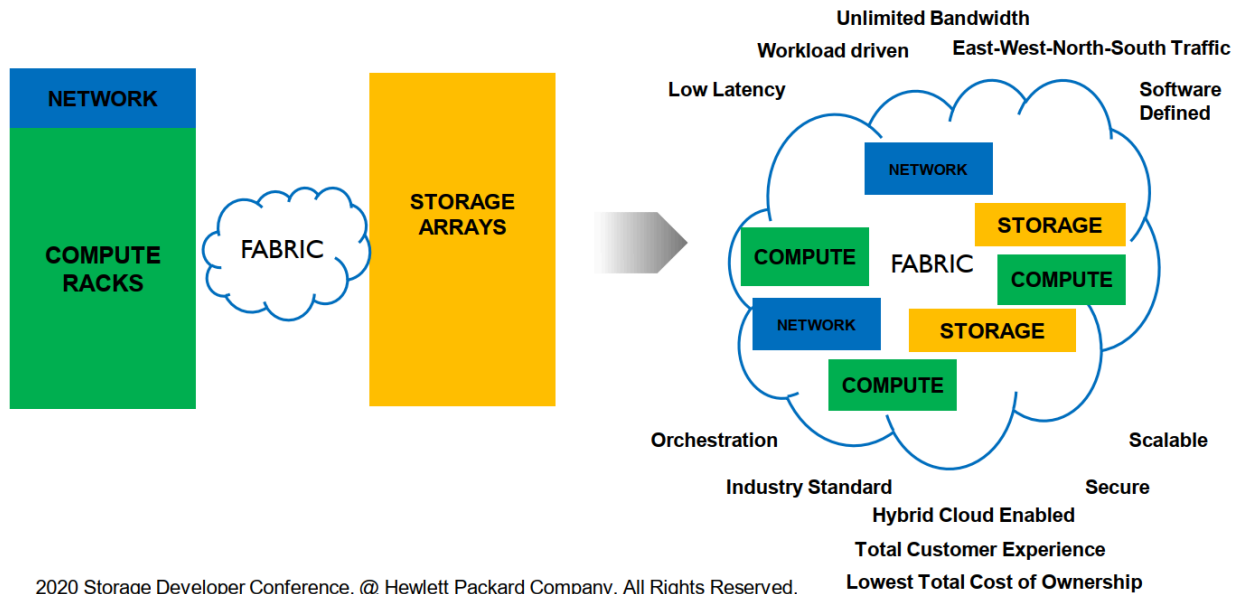 NETWORK
COMPUTE
RACKS
FABRIC
STORAGE
ARRAYS
Unlimited Bandwidth
Workload driven
East-West-North-South Traffic
Low Latency
Software
Defined
NETWORK
STORAGE
COMPUTE
FABRIC
COMPUTE
NETWORK
STORAGE
COMPUTE
Orchestration
Scalable
Industry Standard
Secure
Hybrid Cloud Enabled
Total Customer Experience
Lowest Total Cost of Ownership
2020 Storage Developer Conference. @ Hewlett Packard Company. All Rights Reserved.